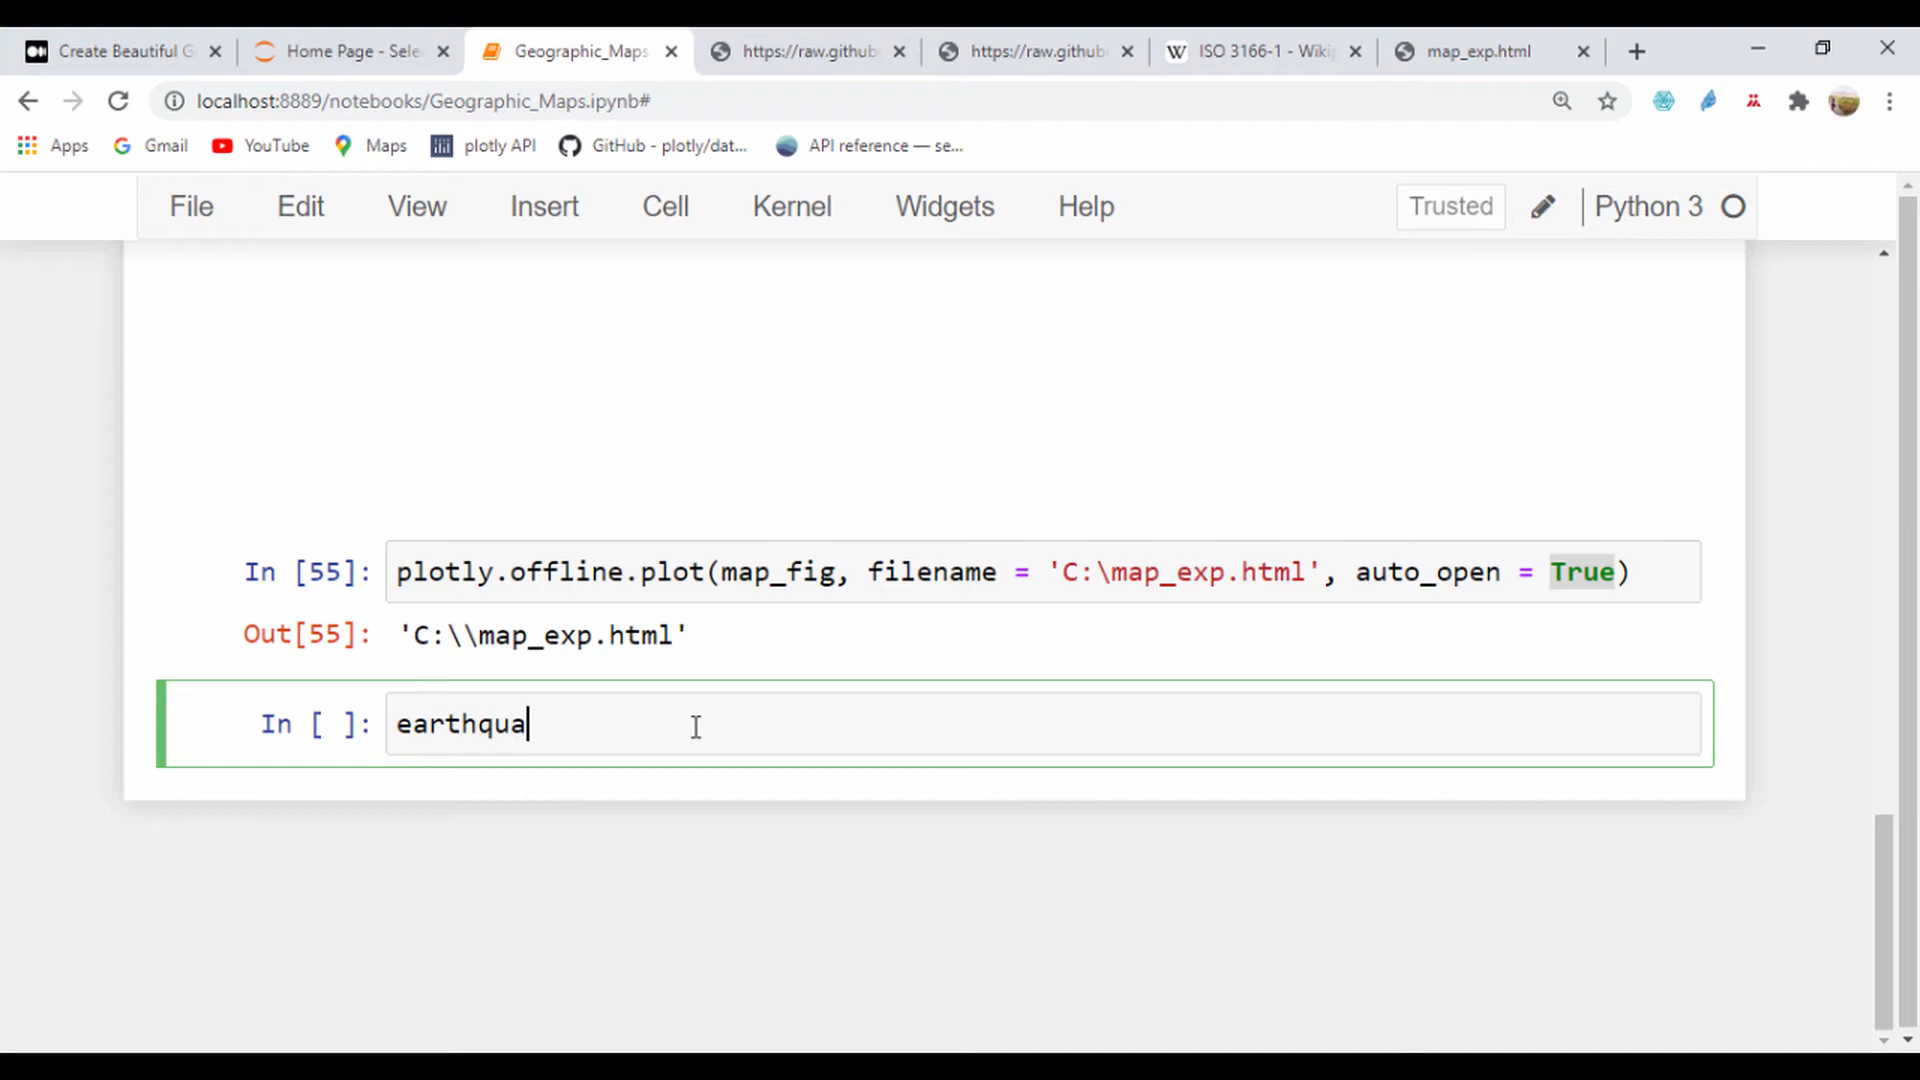 Create Beautiful G
Home Page - Sele
Geographic_Maps
https://raw.github
https://raw.github
ISO 3166-1 - Wikip
map_exp.html
localhost:8889/notebooks/Geographic_Maps.ipynb#
Apps
Gmail
YouTube
Maps
plotly API
GitHub - plotly/dat...
API reference — se...
File
Edit
View
Insert
Cell
Kernel
Widgets
Help
Trusted
Python 3
In [55]: plotly.offline.plot(map_fig, filename = 'C:\map_exp.html', auto_open = True)
Out[55]: 'C:\\map_exp.html'
In [ ]: earthqua